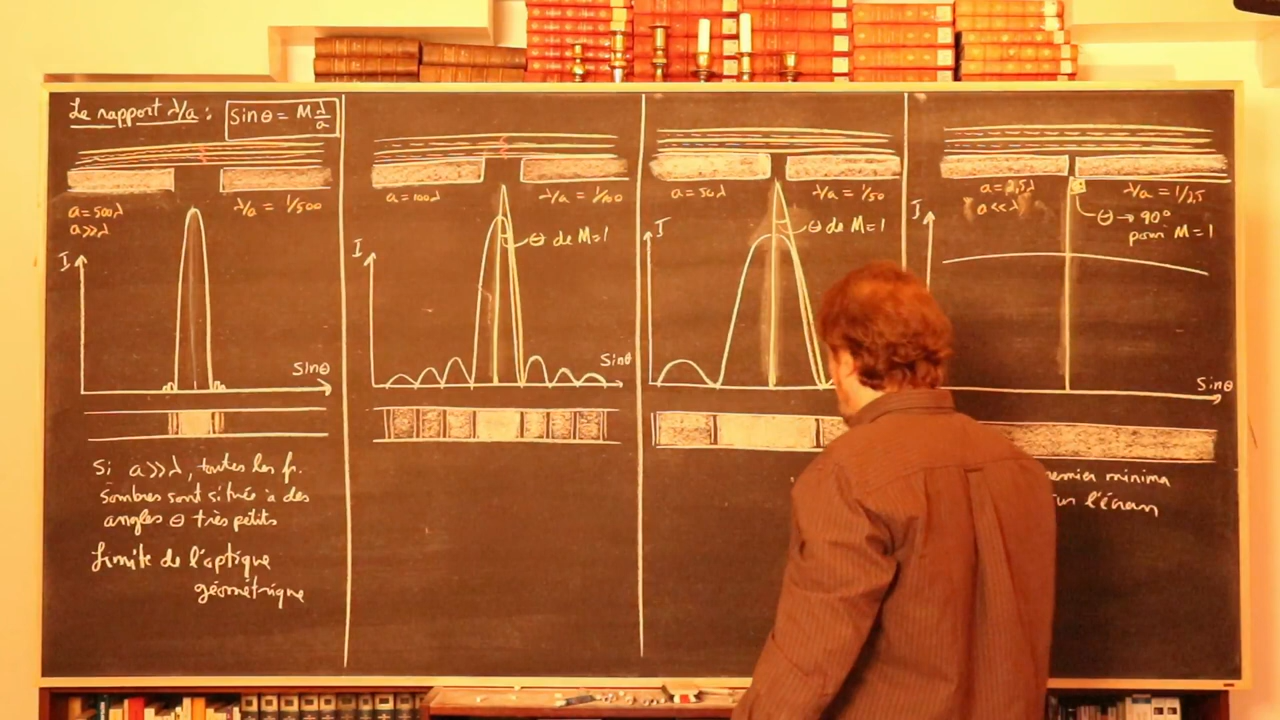 Le rapport λ/a : sinθ = M λ/a
a = 500λ
a >> λ
λ/a = 1/500
I
sinθ
Si a >> λ, toutes les fr.
sombres sont situées à des
angles θ très petits
Limite de l'optique
géométrique
a = 100λ
λ/a = 1/100
θ de M=1
I
sinθ
a = 50λ
λ/a = 1/50
θ de M=1
I
a = 2,5λ
a << λ
λ/a = 1/2,5
θ → 90°
pour M=1
I
sinθ
minima
l'écran